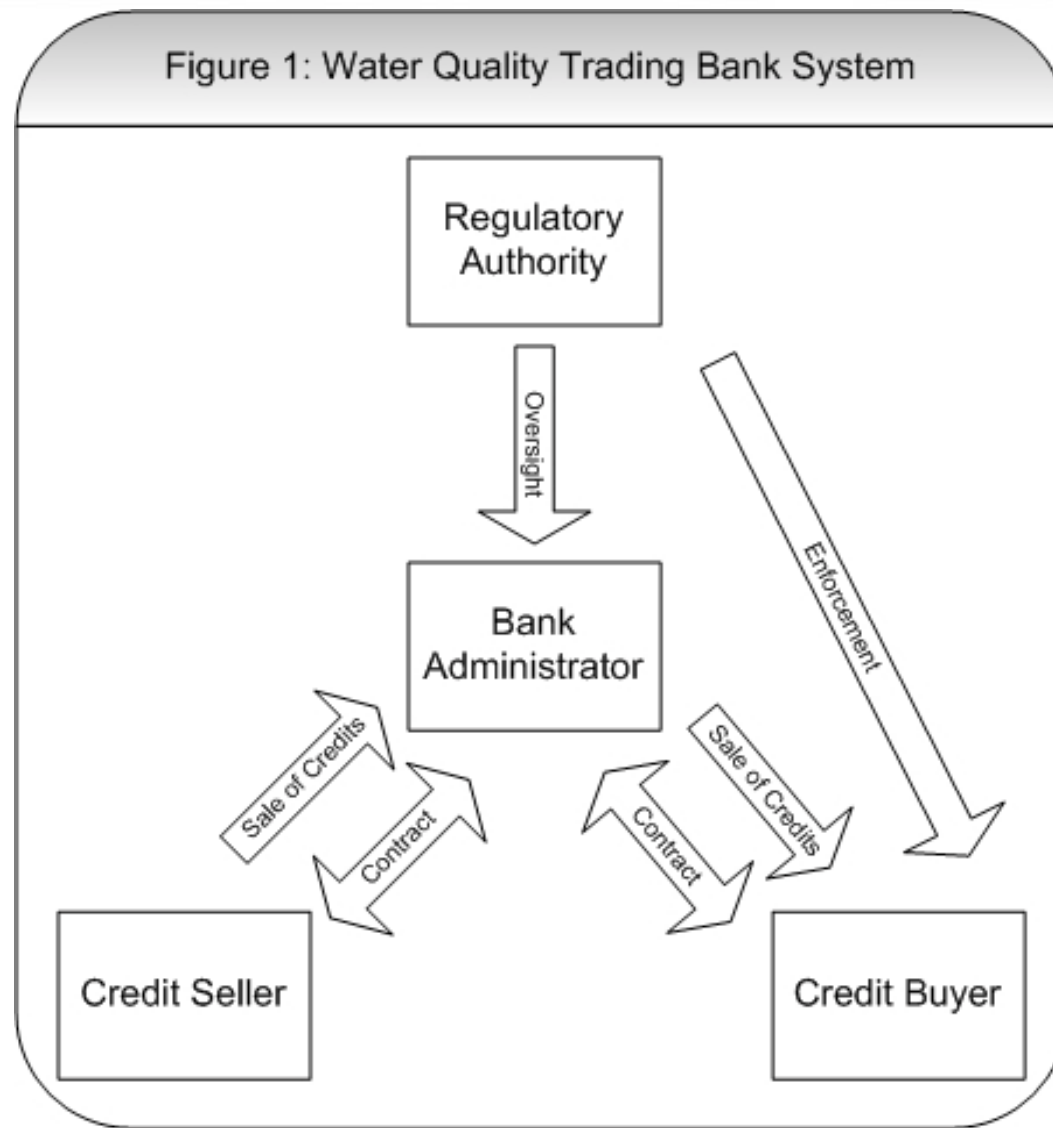 Figure 1: Water Quality Trading Bank System
Regulatory
Authority
Oversight
Enforcement
Bank
Administrator
Sale of Credits
Contract
Contract
Sale of Credits
Credit Seller
Credit Buyer